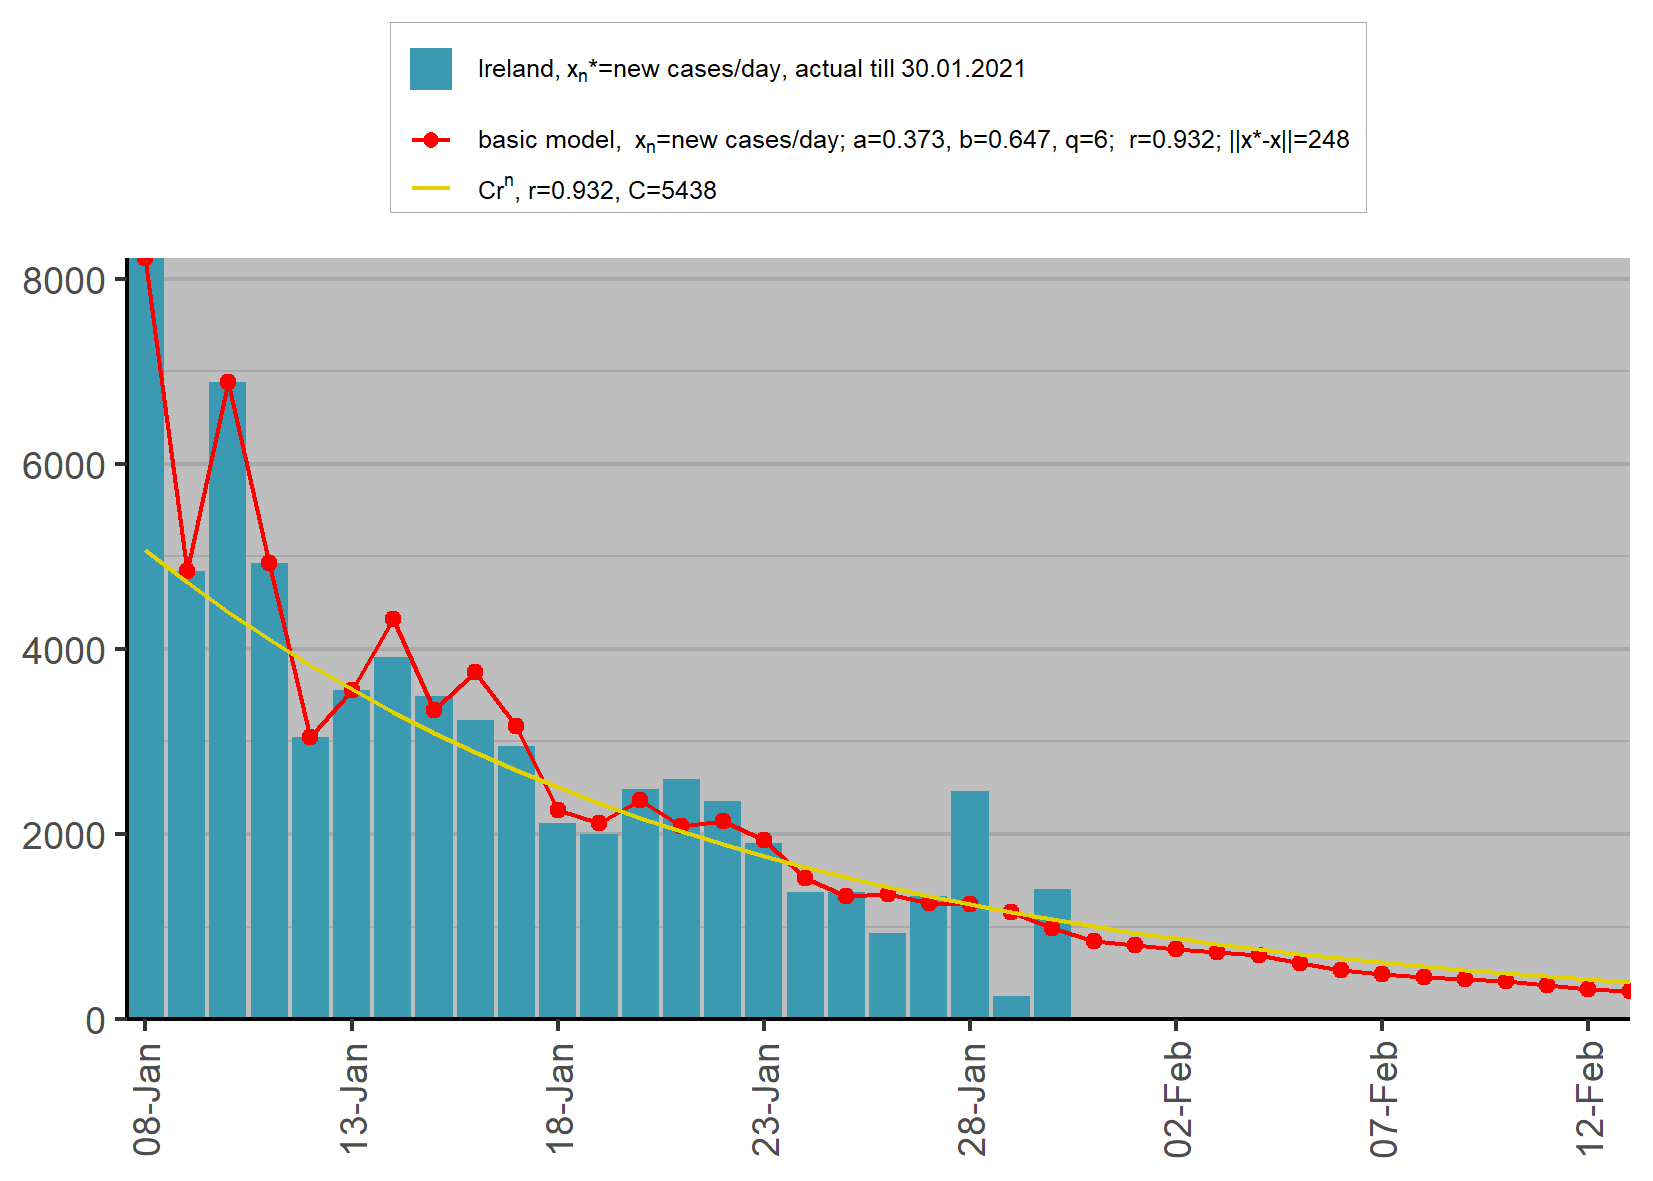 Ireland, xn*=new cases/day, actual till 30.01.2021
basic model, xn=new cases/day; a=0.373, b=0.647, q=6; r=0.932; ||x*-x||=248
Crn, r=0.932, C=5438
8000
6000
4000
2000
0
08-Jan
13-Jan
18-Jan
23-Jan
28-Jan
02-Feb
07-Feb
12-Feb